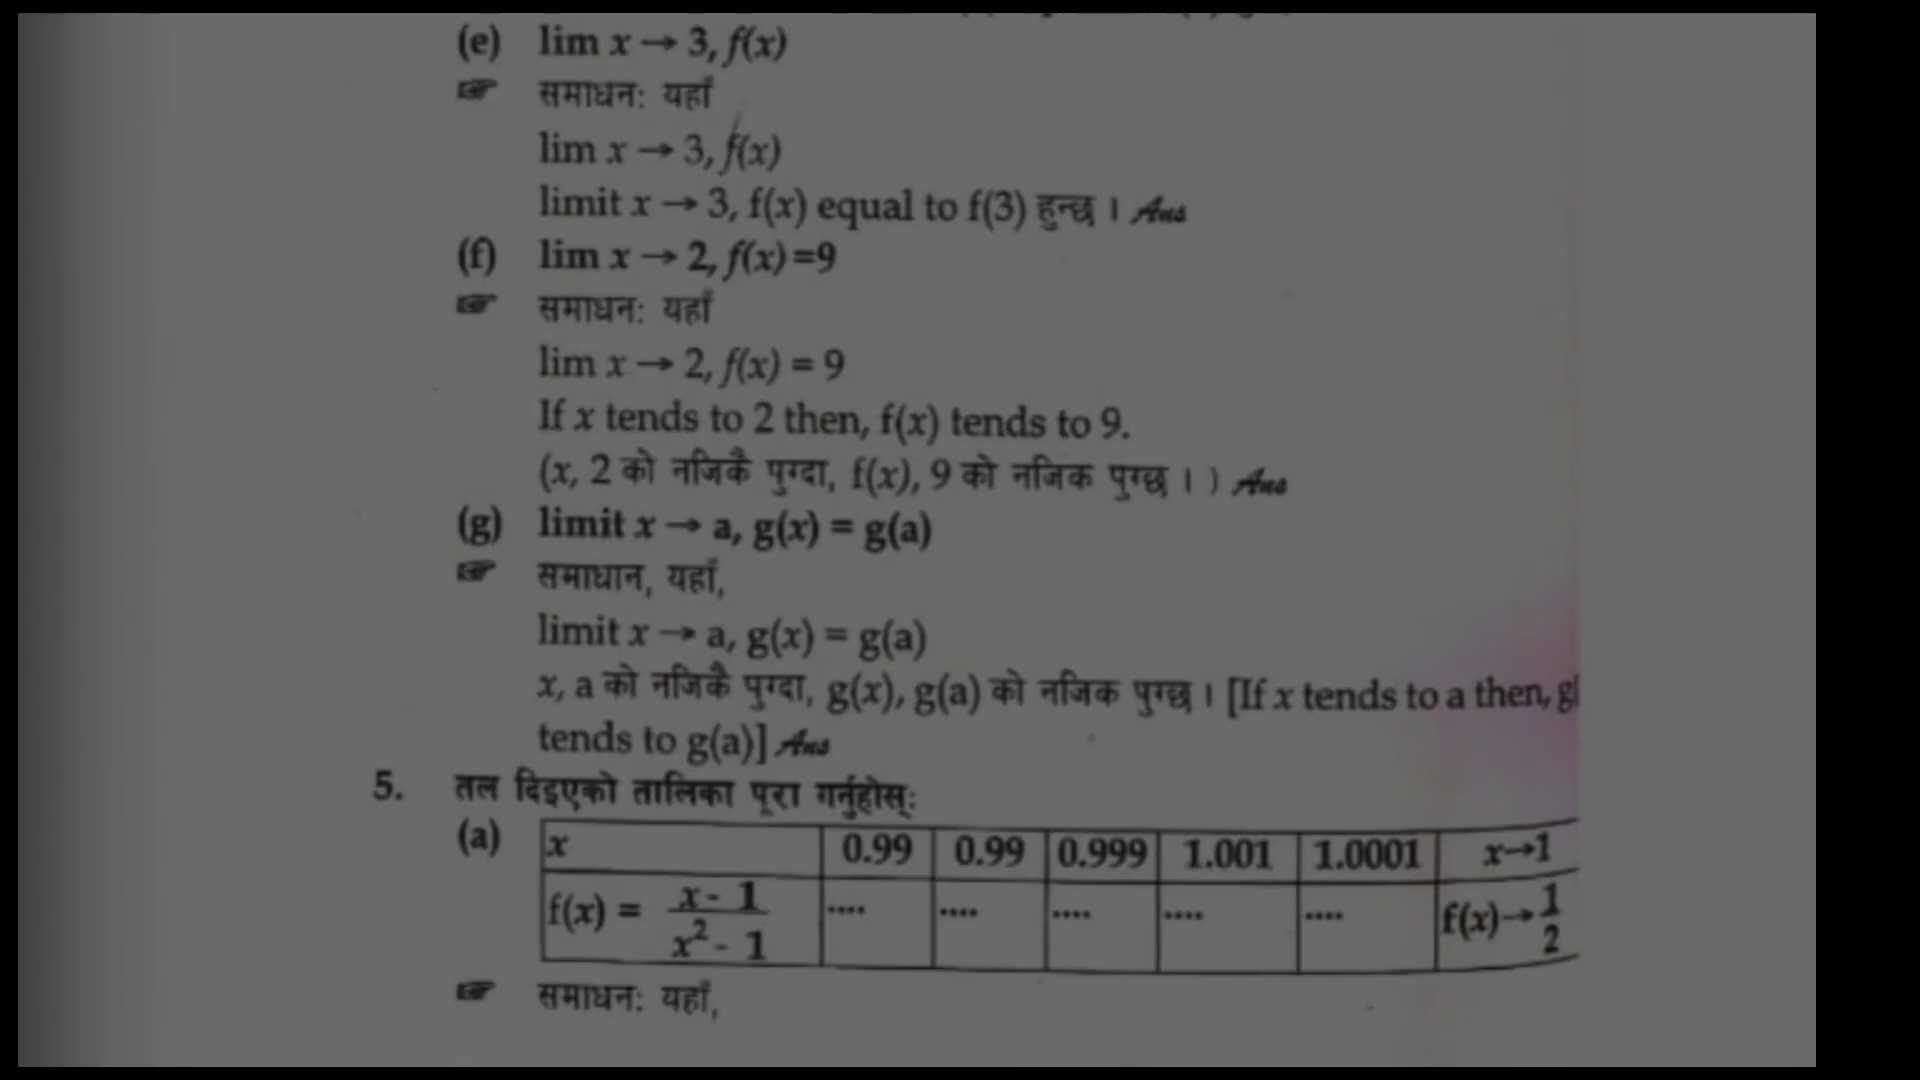 (e) lim x → 3, f(x)
☞ समाधन: यहाँ
lim x → 3, f(x)
limit x → 3, f(x) equal to f(3) हुन्छ । Ans
(f) lim x → 2, f(x) =9
☞ समाधन: यहाँ
lim x → 2, f(x) = 9
If x tends to 2 then, f(x) tends to 9.
(x, 2 को नजिकै पुग्दा, f(x), 9 को नजिक पुग्छ । ) Ans
(g) limit x → a, g(x) = g(a)
☞ समाधान, यहाँ,
limit x → a, g(x) = g(a)
x, a को नजिकै पुग्दा, g(x), g(a) को नजिक पुग्छ । [If x tends to a then, g(
tends to g(a)] Ans
5. तल दिइएको तालिका पूरा गर्नुहोस्:
(a) x 0.99 0.99 0.999 1.001 1.0001 x→1
f(x) = x - 1 / x² - 1 .... .... .... .... .... f(x)→ 1/2
☞ समाधन: यहाँ,